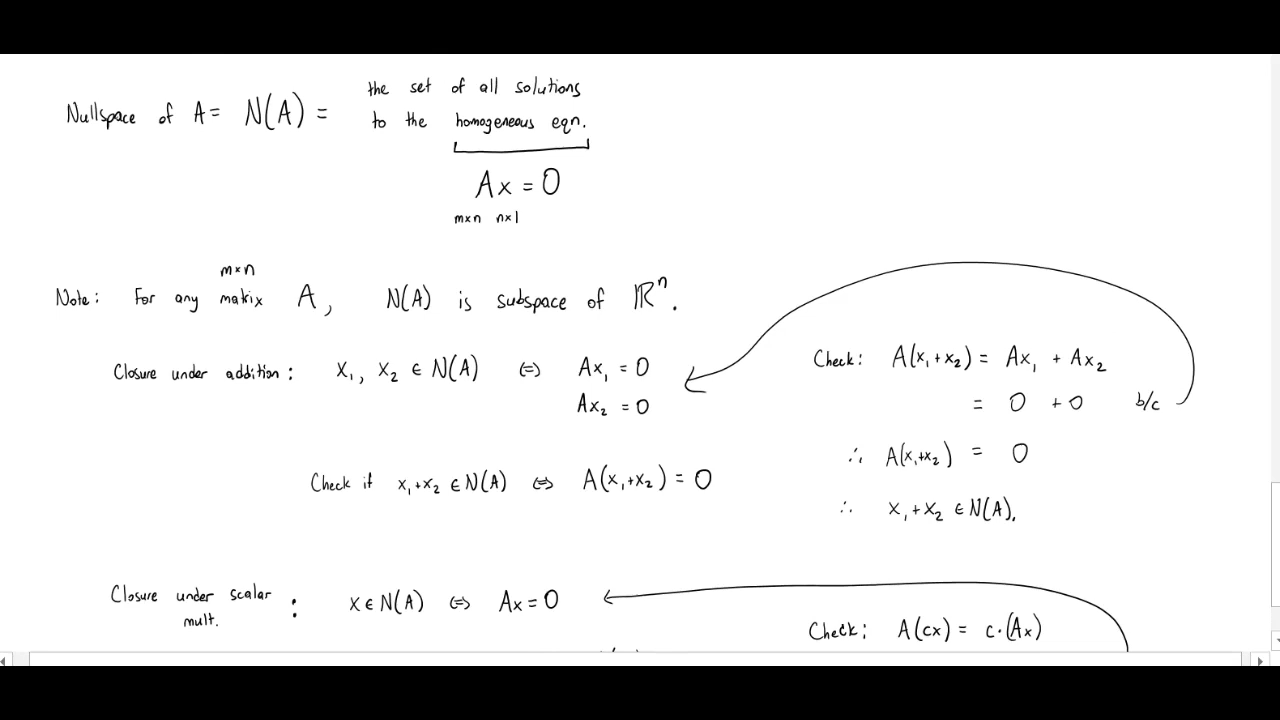 the set of all solutions
Nullspace of A = N(A) =
to the homogeneous eqn.
Ax = 0
m×n n×1
m×n
Note: For any matrix A, N(A) is subspace of ℝⁿ.
Closure under addition: x₁, x₂ ∈ N(A) ⇔ Ax₁ = 0
Ax₂ = 0
Check if x₁+x₂ ∈ N(A) ⇔ A(x₁+x₂) = 0
Check: A(x₁+x₂) = Ax₁ + Ax₂
= 0 + 0 b/c
∴ A(x₁+x₂) = 0
∴ x₁+x₂ ∈ N(A).
Closure under scalar
mult. : x ∈ N(A) ⇔ Ax = 0
Check: A(cx) = c·(Ax)